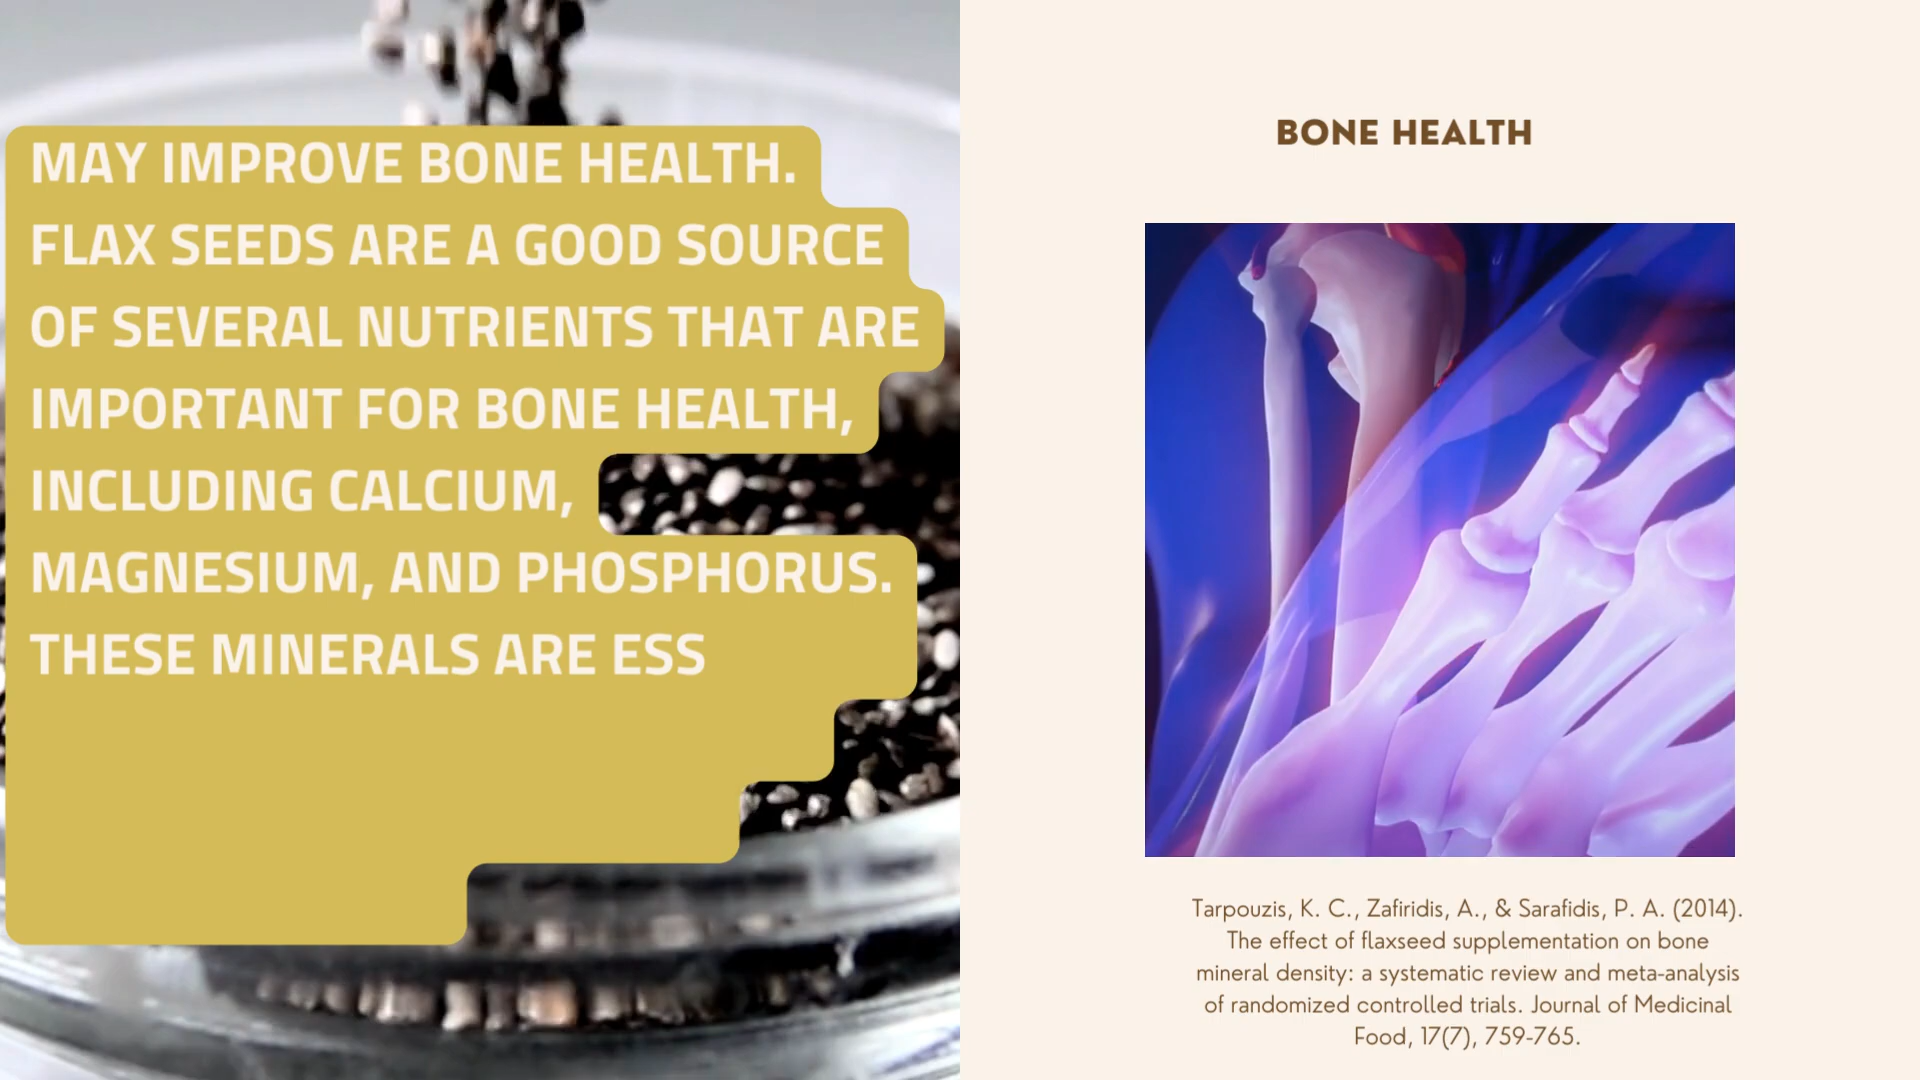 MAY IMPROVE BONE HEALTH.
FLAX SEEDS ARE A GOOD SOURCE
OF SEVERAL NUTRIENTS THAT ARE
IMPORTANT FOR BONE HEALTH,
INCLUDING CALCIUM,
MAGNESIUM, AND PHOSPHORUS.
THESE MINERALS ARE ESS
BONE HEALTH
Tarpouzis, K. C., Zafiridis, A., & Sarafidis, P. A. (2014).
The effect of flaxseed supplementation on bone
mineral density: a systematic review and meta-analysis
of randomized controlled trials. Journal of Medicinal
Food, 17(7), 759-765.